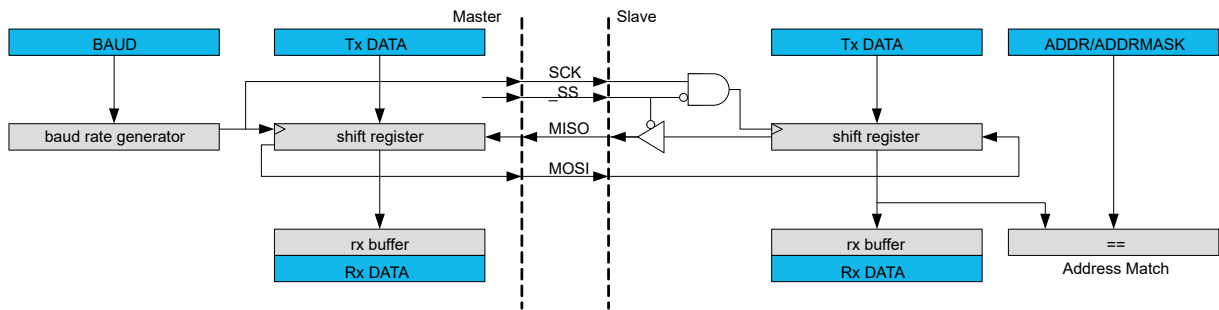 Master
Slave
BAUD
Tx DATA
Tx DATA
ADDR/ADDRMASK
SCK
_SS
baud rate generator
shift register
MISO
shift register
MOSI
rx buffer
rx buffer
==
Rx DATA
Rx DATA
Address Match